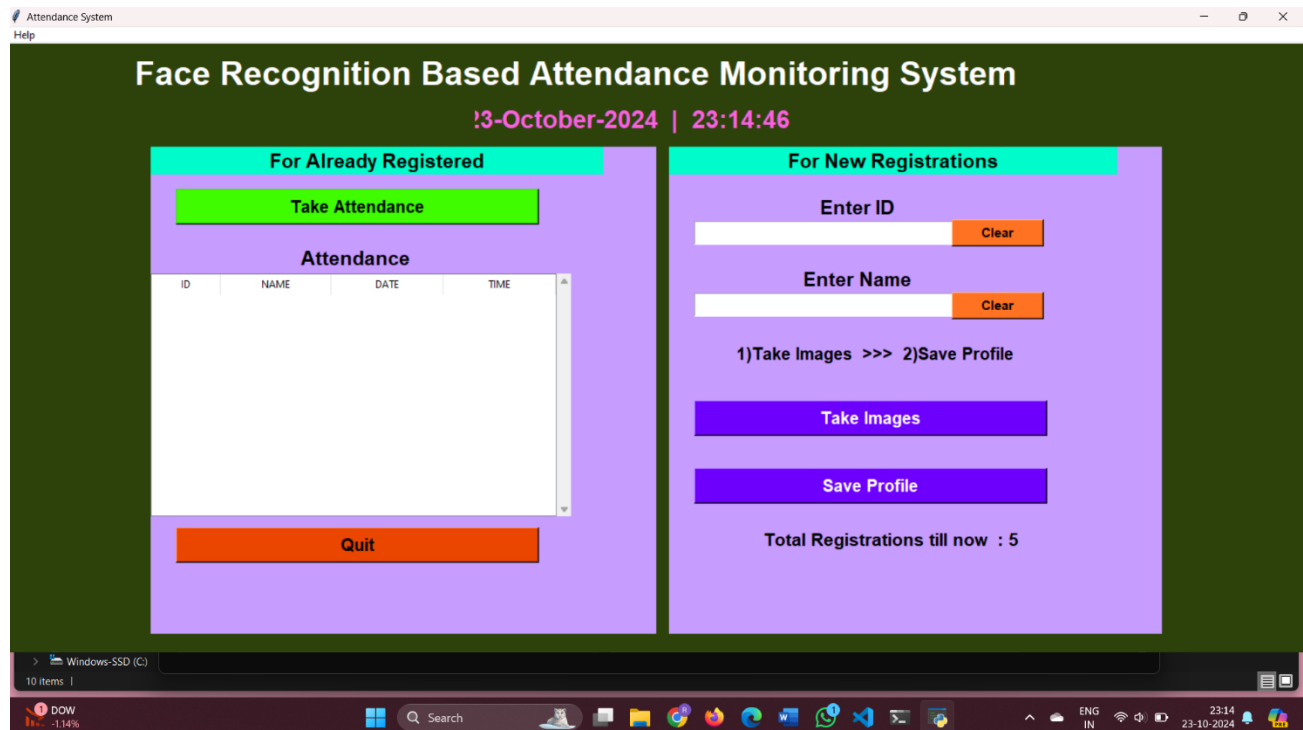 Attendance System
Help
Face Recognition Based Attendance Monitoring System
23-October-2024 | 23:14:46
For Already Registered
Take Attendance
Attendance
ID NAME DATE TIME
Quit
For New Registrations
Enter ID
Clear
Enter Name
Clear
1)Take Images >>> 2)Save Profile
Take Images
Save Profile
Total Registrations till now : 5
Windows-SSD (C:)
10 items
1
DOW
-1.14%
Search
1
ENG
IN
23:14
23-10-2024